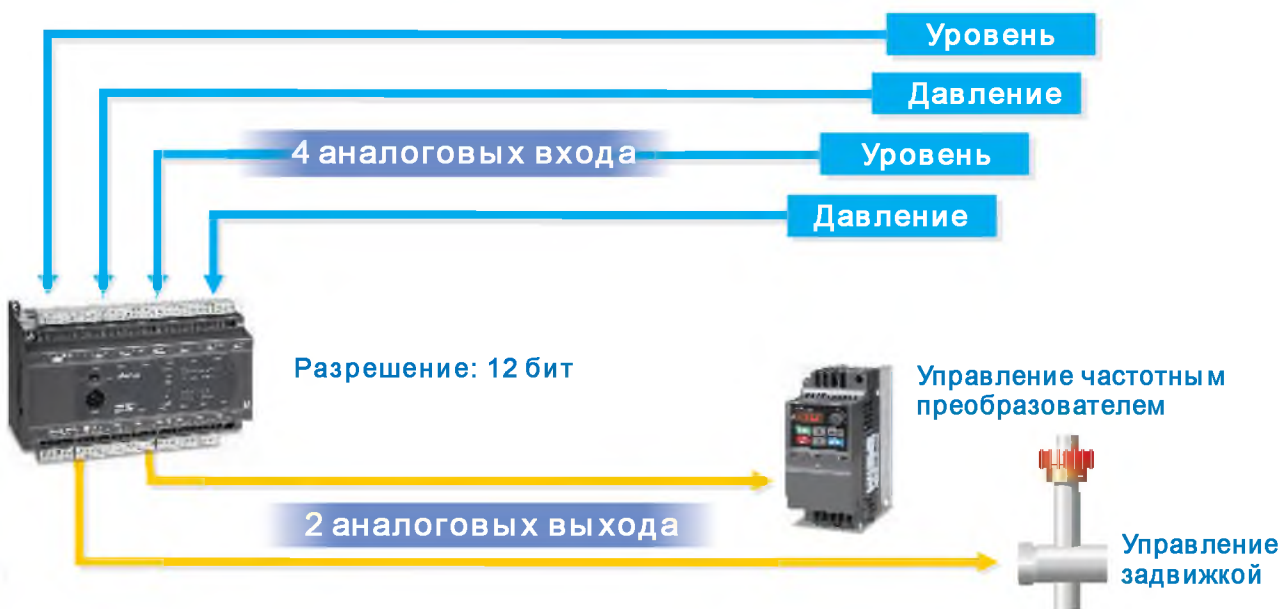 Уровень
Давление
4 аналоговых входа
Уровень
Давление
Разрешение: 12 бит
Управление частотным
преобразователем
2 аналоговых выхода
Управление
задвижкой